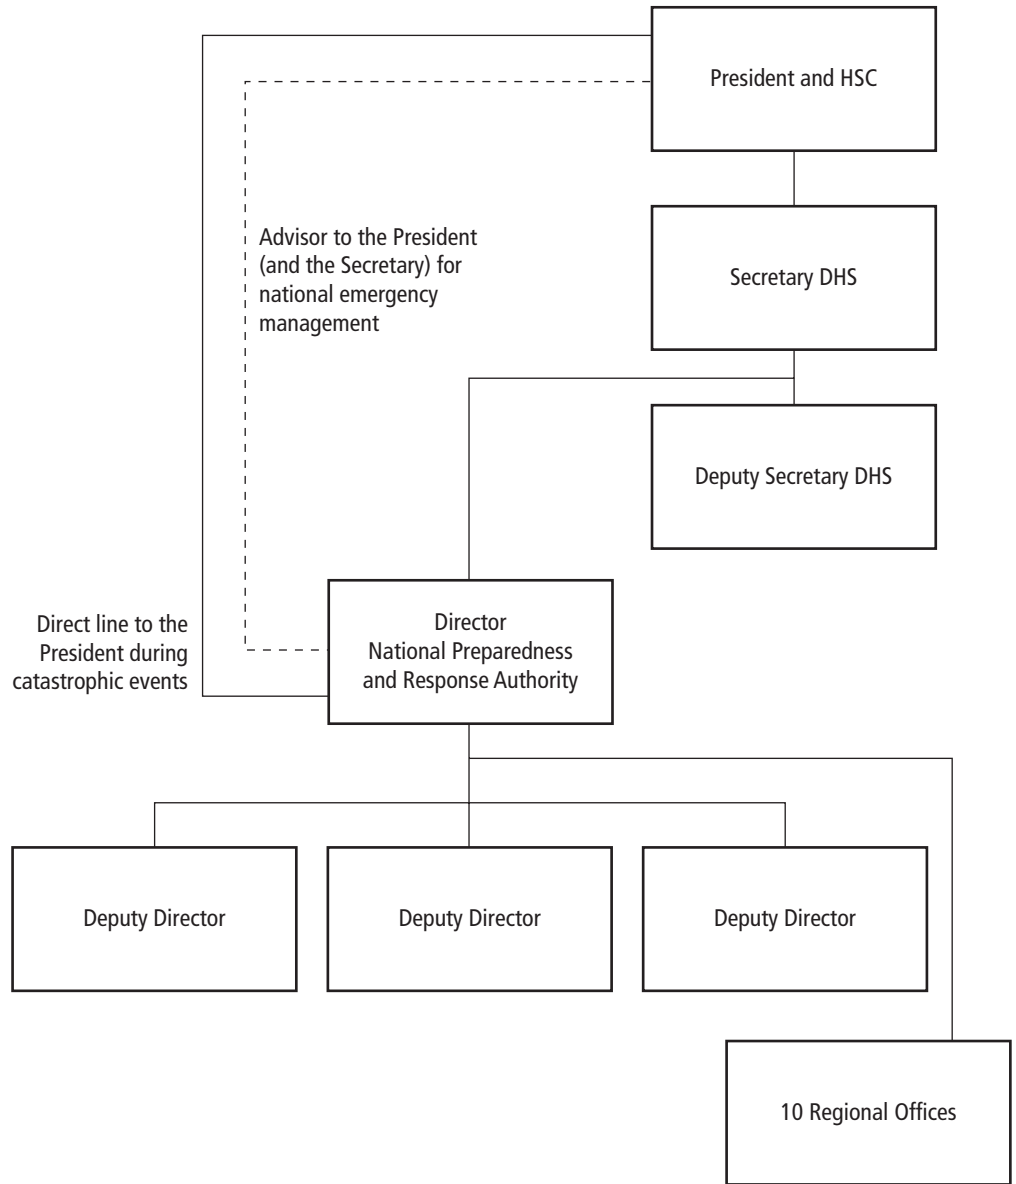 President and HSC
Advisor to the President
(and the Secretary) for
national emergency
management
Secretary DHS
Deputy Secretary DHS
Direct line to the
President during
catastrophic events
Director
National Preparedness
and Response Authority
Deputy Director
Deputy Director
Deputy Director
10 Regional Offices